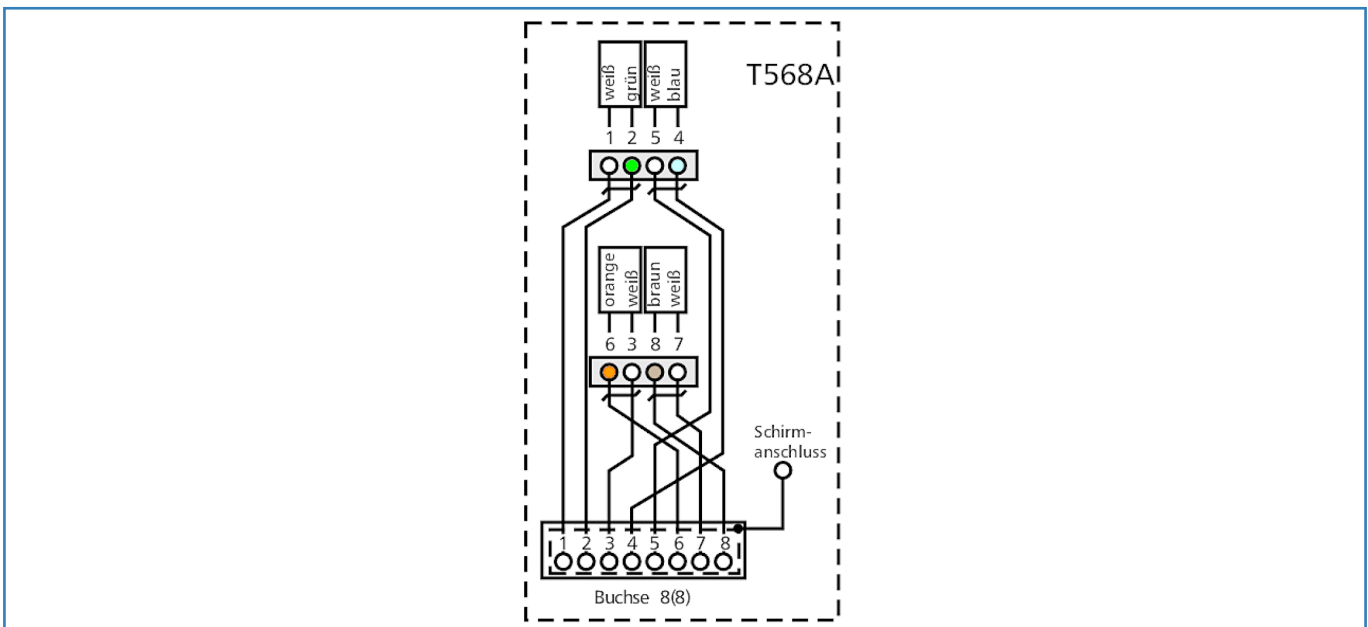 T568A
weiß
grün
weiß
blau
1 2 5 4
orange
weiß
braun
weiß
6 3 8 7
Schirm-
anschluss
1 2 3 4 5 6 7 8
Buchse 8(8)